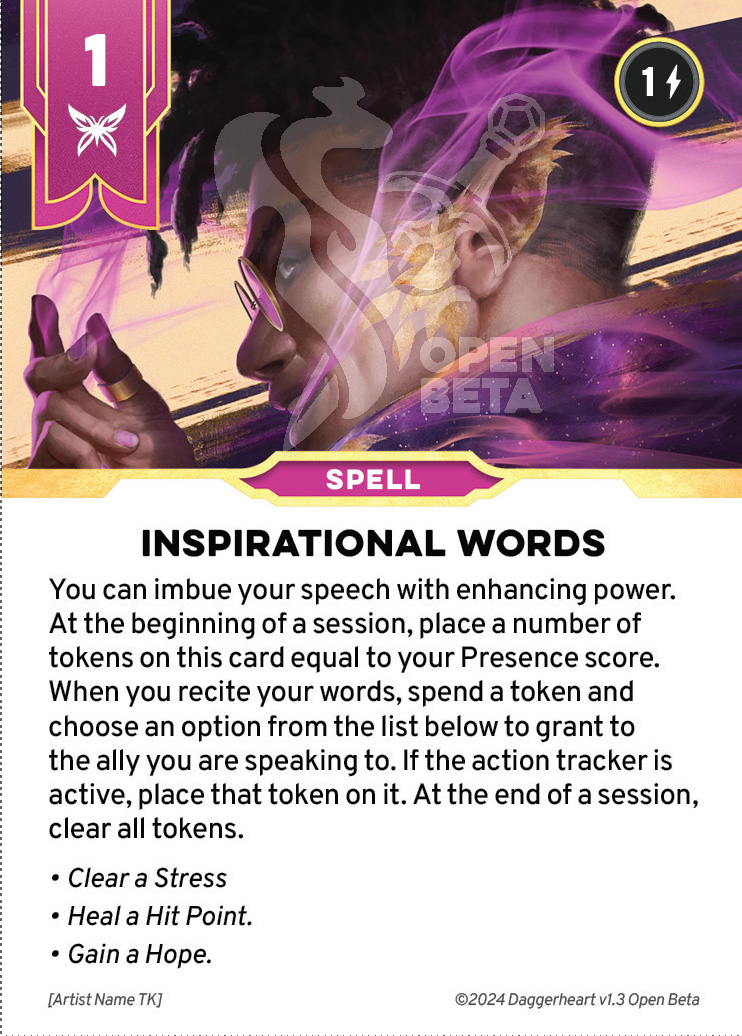 1
1
OPEN
BETA
SPELL
INSPIRATIONAL WORDS
You can imbue your speech with enhancing power.
At the beginning of a session, place a number of
tokens on this card equal to your Presence score.
When you recite your words, spend a token and
choose an option from the list below to grant to
the ally you are speaking to. If the action tracker is
active, place that token on it. At the end of a session,
clear all tokens.
• Clear a Stress
• Heal a Hit Point.
• Gain a Hope.
[Artist Name TK]
©2024 Daggerheart v1.3 Open Beta